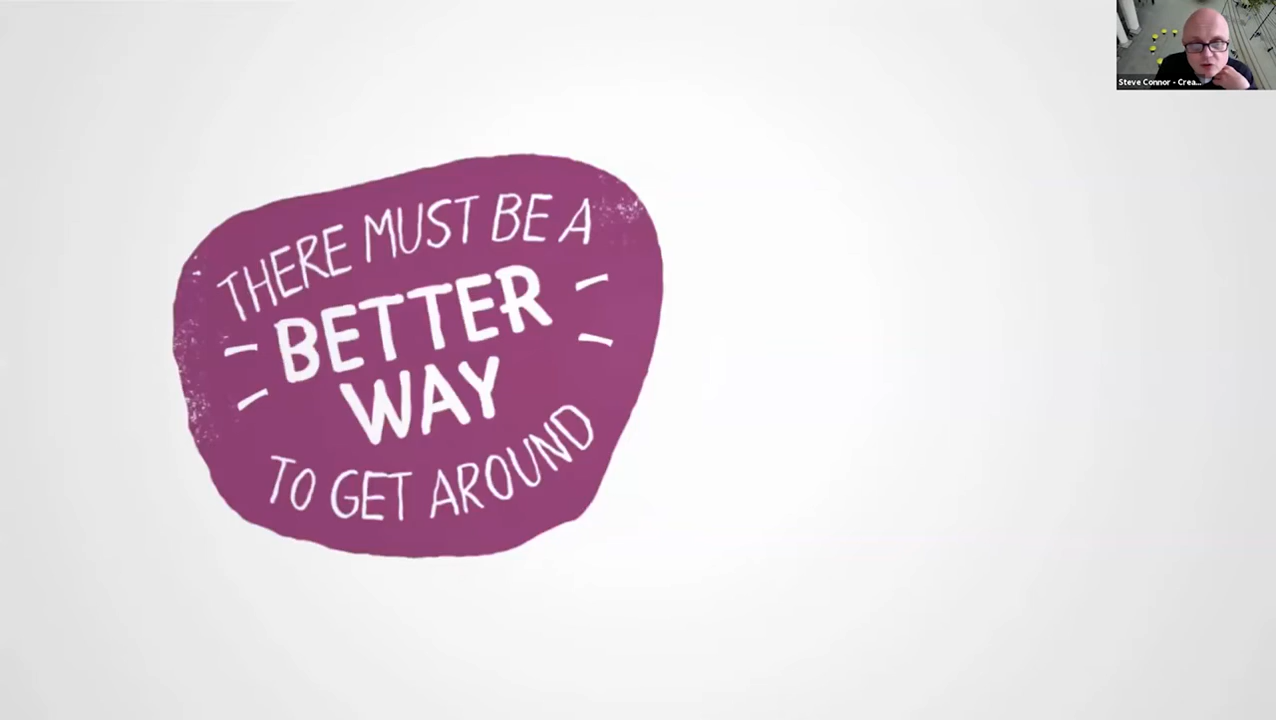 THERE MUST BE A
BETTER
WAY
TO GET AROUND
Steve Connor - Crea...